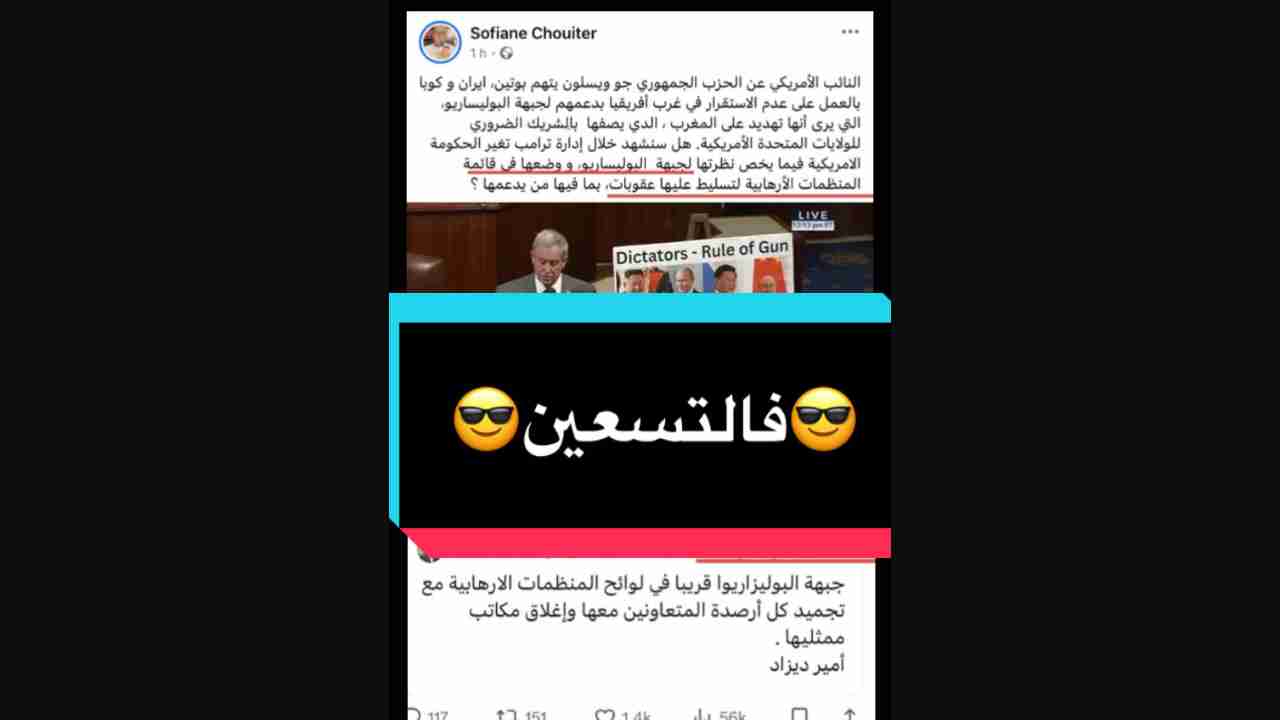 Sofiane Chouiter
1 h
النائب الأمريكي عن الحزب الجمهوري جو ويسلون يتهم بوتين، ايران و كوبا
بالعمل على عدم الاستقرار في غرب أفريقيا بدعمهم لجبهة البوليساريو،
التي يرى أنها تهديد على المغرب ، الدي يصفها بالشريك الضروري
للولايات المتحدة الأمريكية. هل سنشهد خلال إدارة ترامب تغير الحكومة
الامريكية فيما يخص نظرتها لجبهة البوليساريو، و وضعها في قائمة
المنظمات الأرهابية لتسليط عليها عقوبات، بما فيها من يدعمها ؟
LIVE
Dictators - Rule of Gun
😎فالتسعين😎
جبهة البوليزاريوا قريبا في لوائح المنظمات الارهابية مع
تجميد كل أرصدة المتعاونين معها وإغلاق مكاتب
ممثليها .
أمير ديزاد
117 151 1.4k 56k